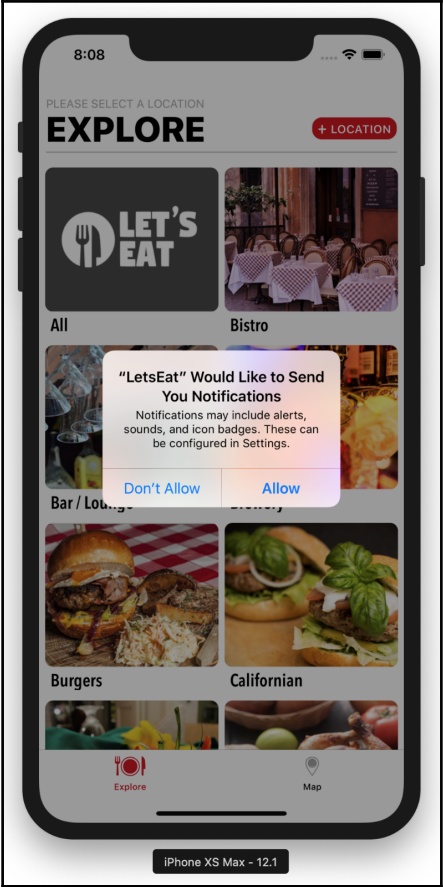 8:08
PLEASE SELECT A LOCATION
EXPLORE
+ LOCATION
LET'S
EAT
All
Bistro
“LetsEat” Would Like to Send
You Notifications
Notifications may include alerts,
sounds, and icon badges. These can
be configured in Settings.
Don’t Allow
Allow
Bar / Lounge
Brewery
Burgers
Californian
Explore
Map
iPhone XS Max - 12.1